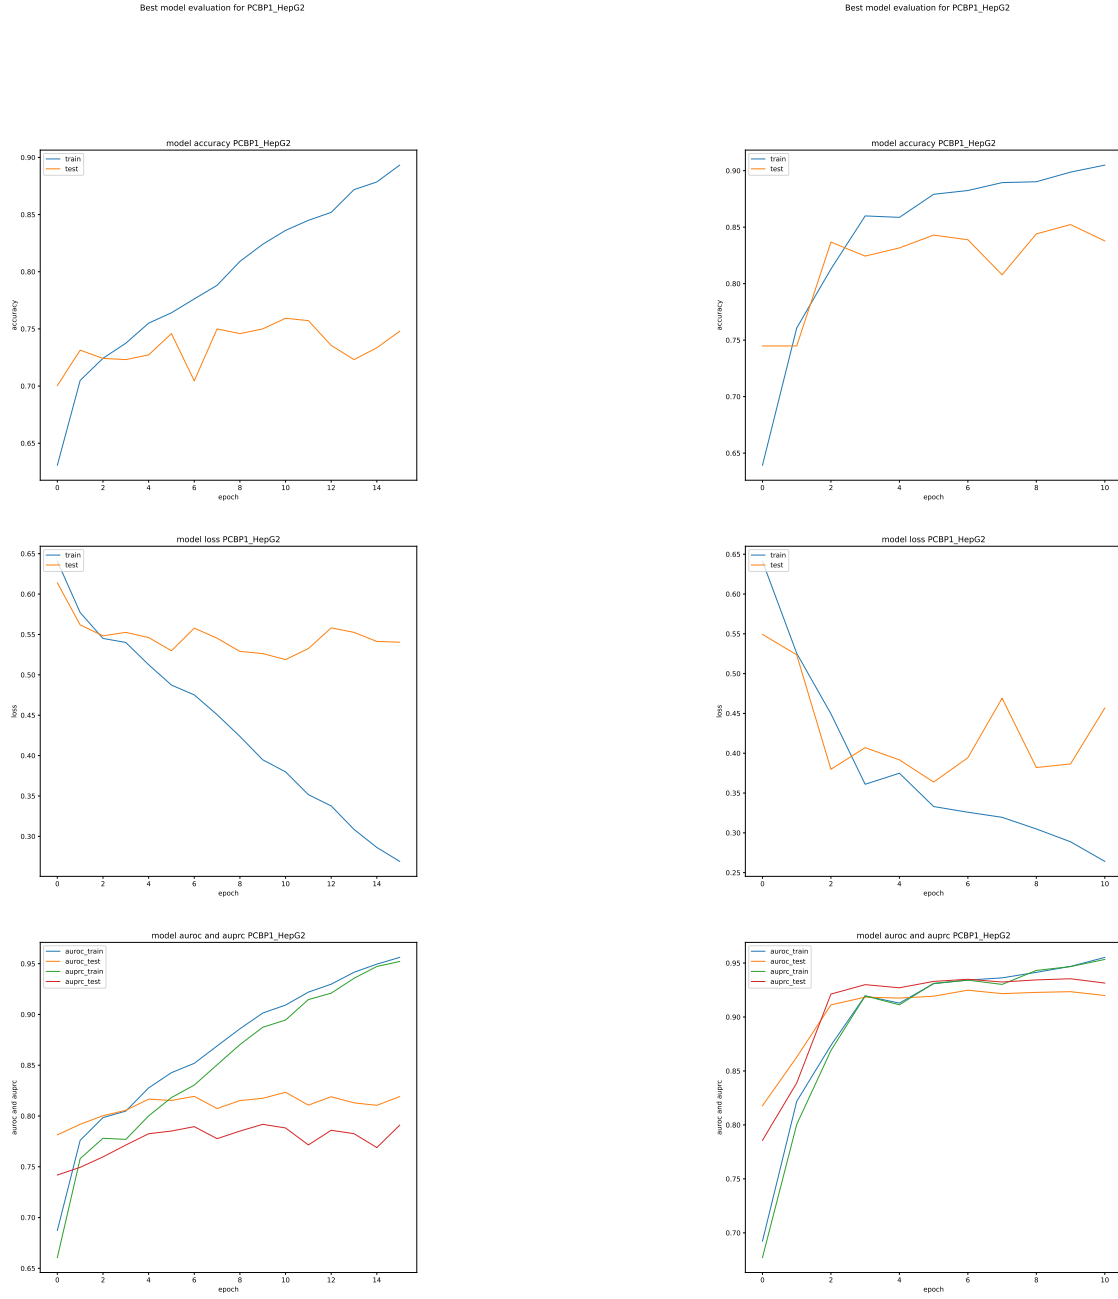 Best model evaluation for PCBP1_HepG2
model accuracy PCBP1_HepG2
train
test
0.90
0.85
0.80
0.75
0.70
0.65
accuracy
0 2 4 6 8 10 12 14
epoch
model loss PCBP1_HepG2
train
test
0.65
0.60
0.55
0.50
0.45
0.40
0.35
0.30
loss
0 2 4 6 8 10 12 14
epoch
model auroc and auprc PCBP1_HepG2
auroc_train
auroc_test
auprc_train
auprc_test
0.95
0.90
0.85
0.80
0.75
0.70
0.65
auroc and auprc
0 2 4 6 8 10 12 14
epoch
Best model evaluation for PCBP1_HepG2
model accuracy PCBP1_HepG2
train
test
0.90
0.85
0.80
0.75
0.70
0.65
accuracy
0 2 4 6 8 10
epoch
model loss PCBP1_HepG2
train
test
0.65
0.60
0.55
0.50
0.45
0.40
0.35
0.30
0.25
loss
0 2 4 6 8 10
epoch
model auroc and auprc PCBP1_HepG2
auroc_train
auroc_test
auprc_train
auprc_test
0.95
0.90
0.85
0.80
0.75
0.70
auroc and auprc
0 2 4 6 8 10
epoch